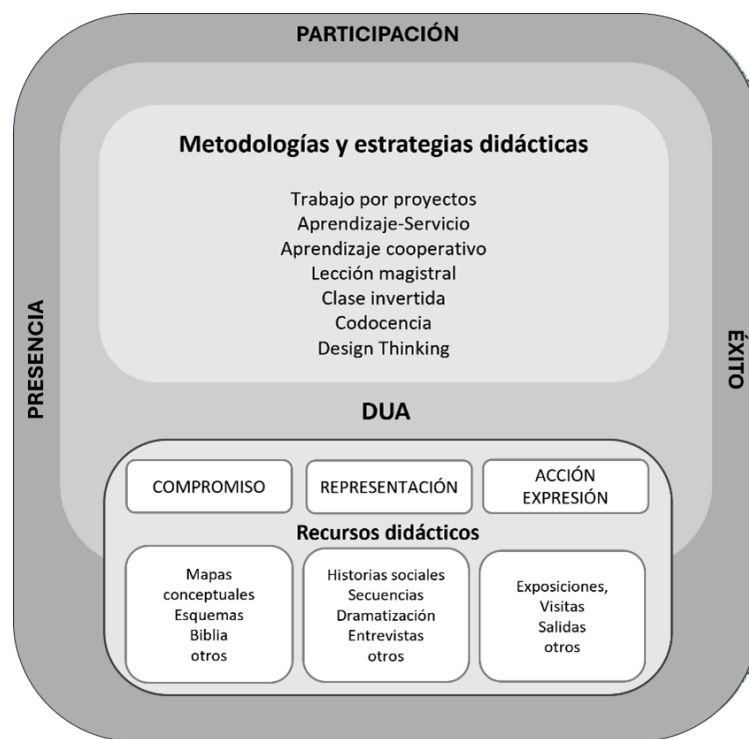 PARTICIPACIÓN
Metodologías y estrategias didácticas
Trabajo por proyectos
Aprendizaje-Servicio
Aprendizaje cooperativo
Lección magistral
Clase invertida
Codocencia
Design Thinking
PRESENCIA
ÉXITO
DUA
COMPROMISO
REPRESENTACIÓN
ACCIÓN
EXPRESIÓN
Recursos didácticos
Mapas
conceptuales
Esquemas
Biblia
otros
Historias sociales
Secuencias
Dramatización
Entrevistas
otros
Exposiciones,
Visitas
Salidas
otros